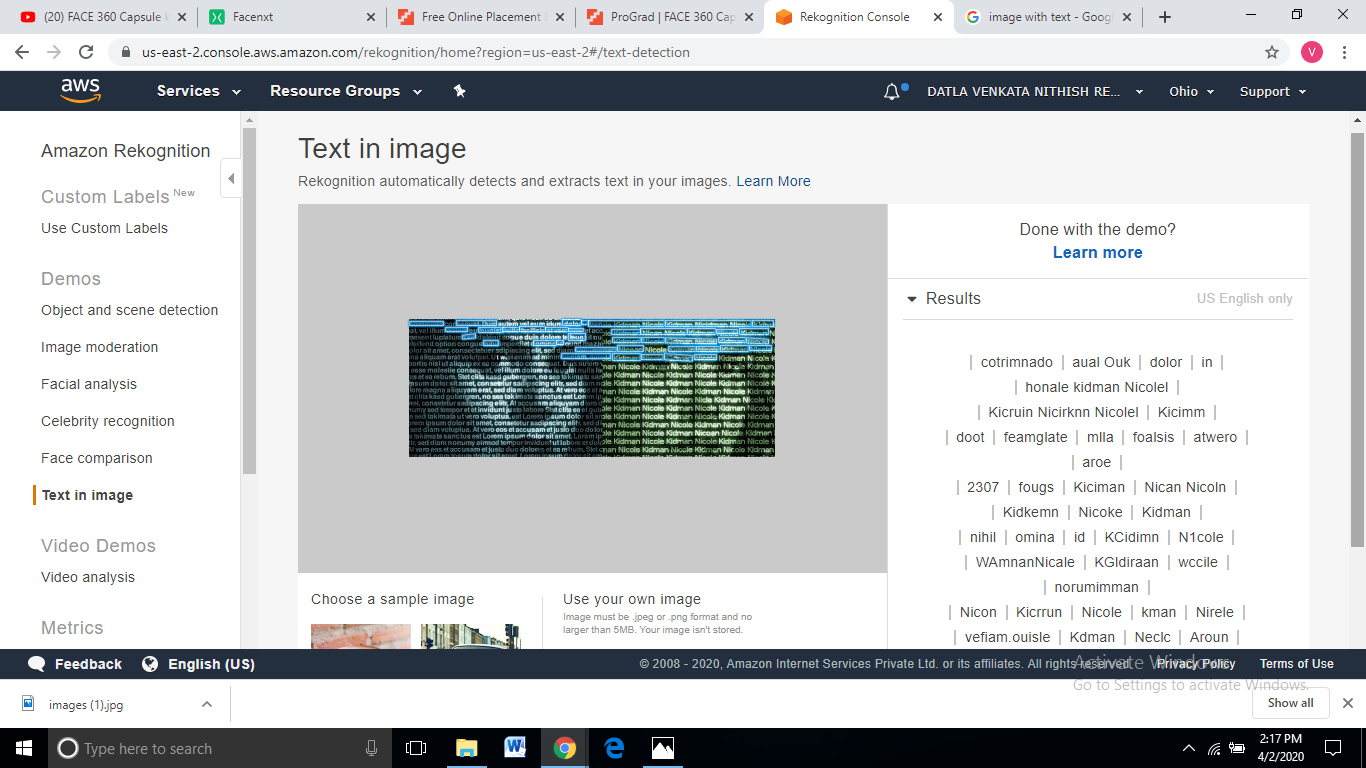 (20) FACE 360 Capsule
Facenxt
Free Online Placement
ProGrad | FACE 360 Cap
Rekognition Console
image with text - Googl
us-east-2.console.aws.amazon.com/rekognition/home?region=us-east-2#/text-detection
V
aws
Services
Resource Groups
DATLA VENKATA NITHISH RE...
Ohio
Support
Amazon Rekognition
Custom Labels New
Use Custom Labels
Demos
Object and scene detection
Image moderation
Facial analysis
Celebrity recognition
Face comparison
Text in image
Video Demos
Video analysis
Metrics
Text in image
Rekognition automatically detects and extracts text in your images. Learn More
Choose a sample image
Use your own image
Image must be .jpeg or .png format and no
larger than 5MB. Your image isn't stored.
Done with the demo?
Learn more
Results
US English only
| cotrimnado | aual Ouk | dolor | in |
| honale kidman Nicolel |
| Kicruin Nicirknn Nicolel | Kicimm |
| doot | feamglate | mlla | foalsis | atwero |
| aroe |
| 2307 | fougs | Kiciman | Nican Nicoln |
| Kidkemn | Nicoke | Kidman |
| nihil | omina | id | KCidimn | N1cole |
| WAmnanNicale | KGldiraan | wccile |
| norumimman |
| Nicon | Kicrrun | Nicole | kman | Nirele |
| vefiam.ouisle | Kdman | Neclc | Aroun |
Feedback
English (US)
© 2008 - 2020, Amazon Internet Services Private Ltd. or its affiliates. All rights reserved.
Privacy Policy
Terms of Use
Activate Windows
Go to Settings to activate Windows.
images (1).jpg
Show all
Type here to search
2:17 PM
4/2/2020